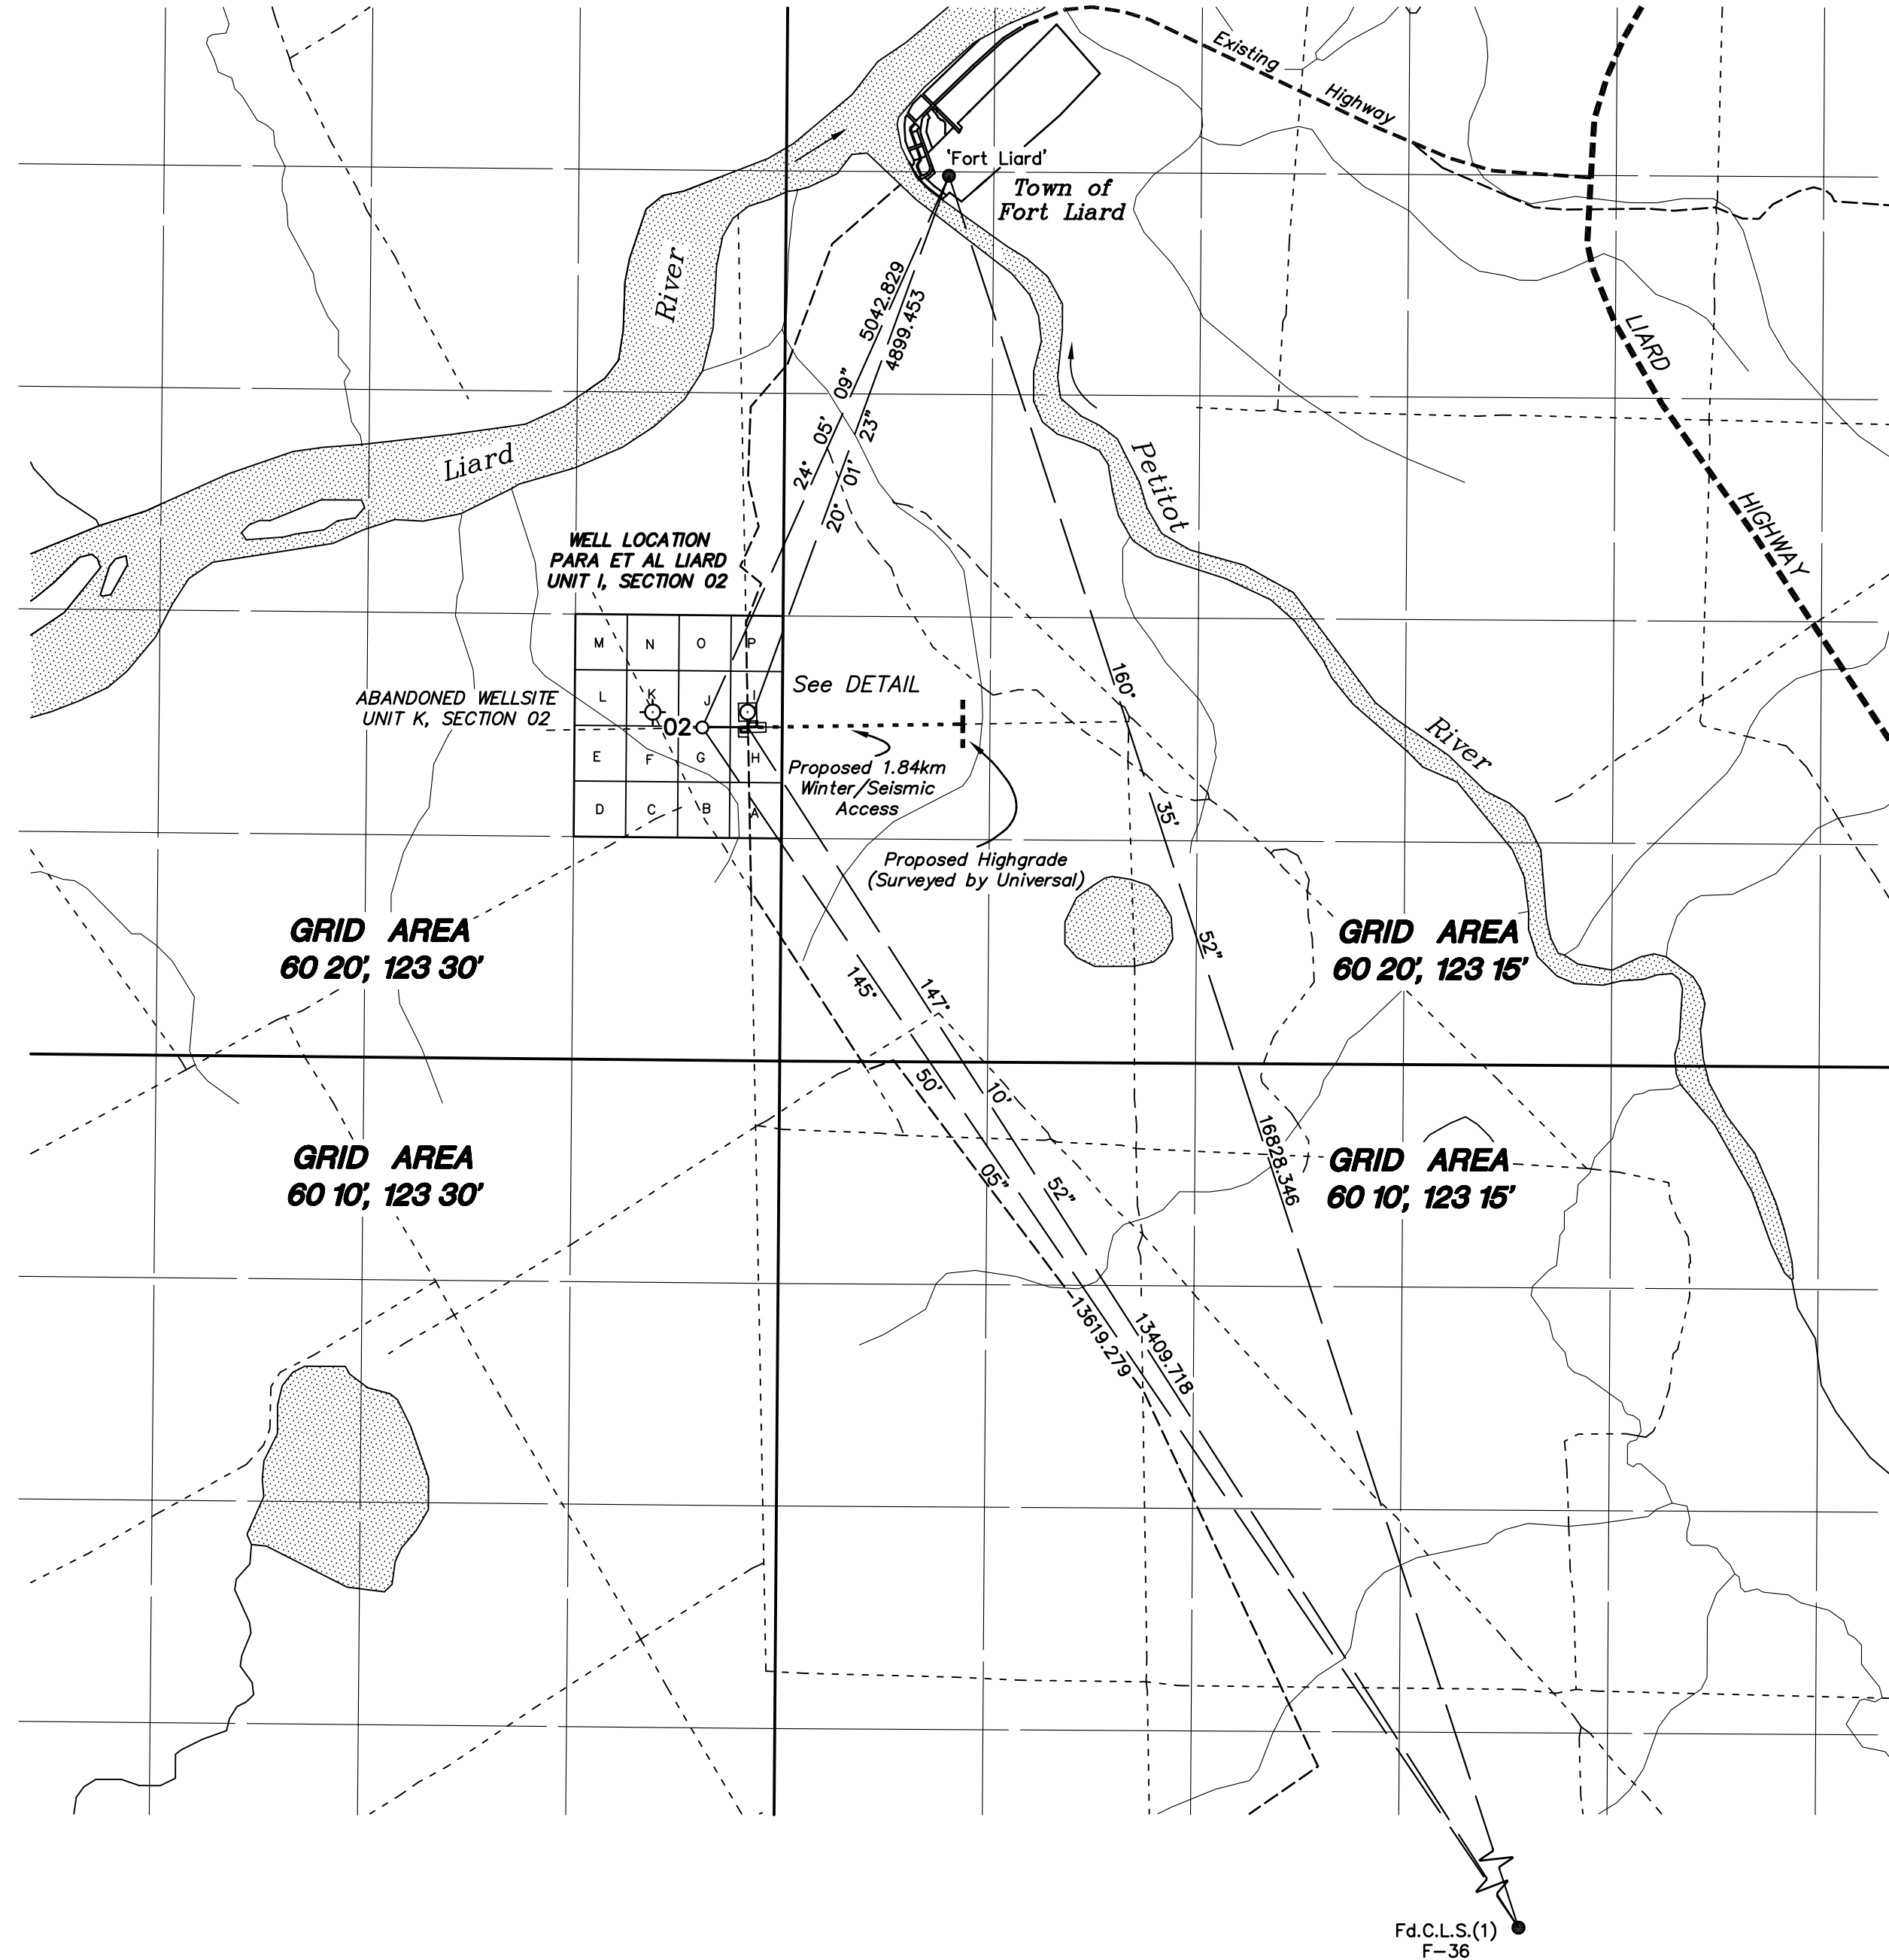 Existing
Highway
'Fort Liard'
Town of
Fort Liard
River
Liard
5042.829
4899.453
24° 05' 09"
20° 01' 23"
LIARD
HIGHWAY
Petitot
River
WELL LOCATION
PARA ET AL LIARD
UNIT I, SECTION 02
M N O P
L K J I
ABANDONED WELLSITE
UNIT K, SECTION 02
02
E F G H
D C B A
See DETAIL
Proposed 1.84km
Winter/Seismic
Access
Proposed Highgrade
(Surveyed by Universal)
160° 35' 52"
16828.346
GRID AREA
60 20', 123 30'
GRID AREA
60 20', 123 15'
145° 50' 05"
13619.279
147° 10' 52"
13409.718
GRID AREA
60 10', 123 30'
GRID AREA
60 10', 123 15'
Fd.C.L.S.(1)
F-36